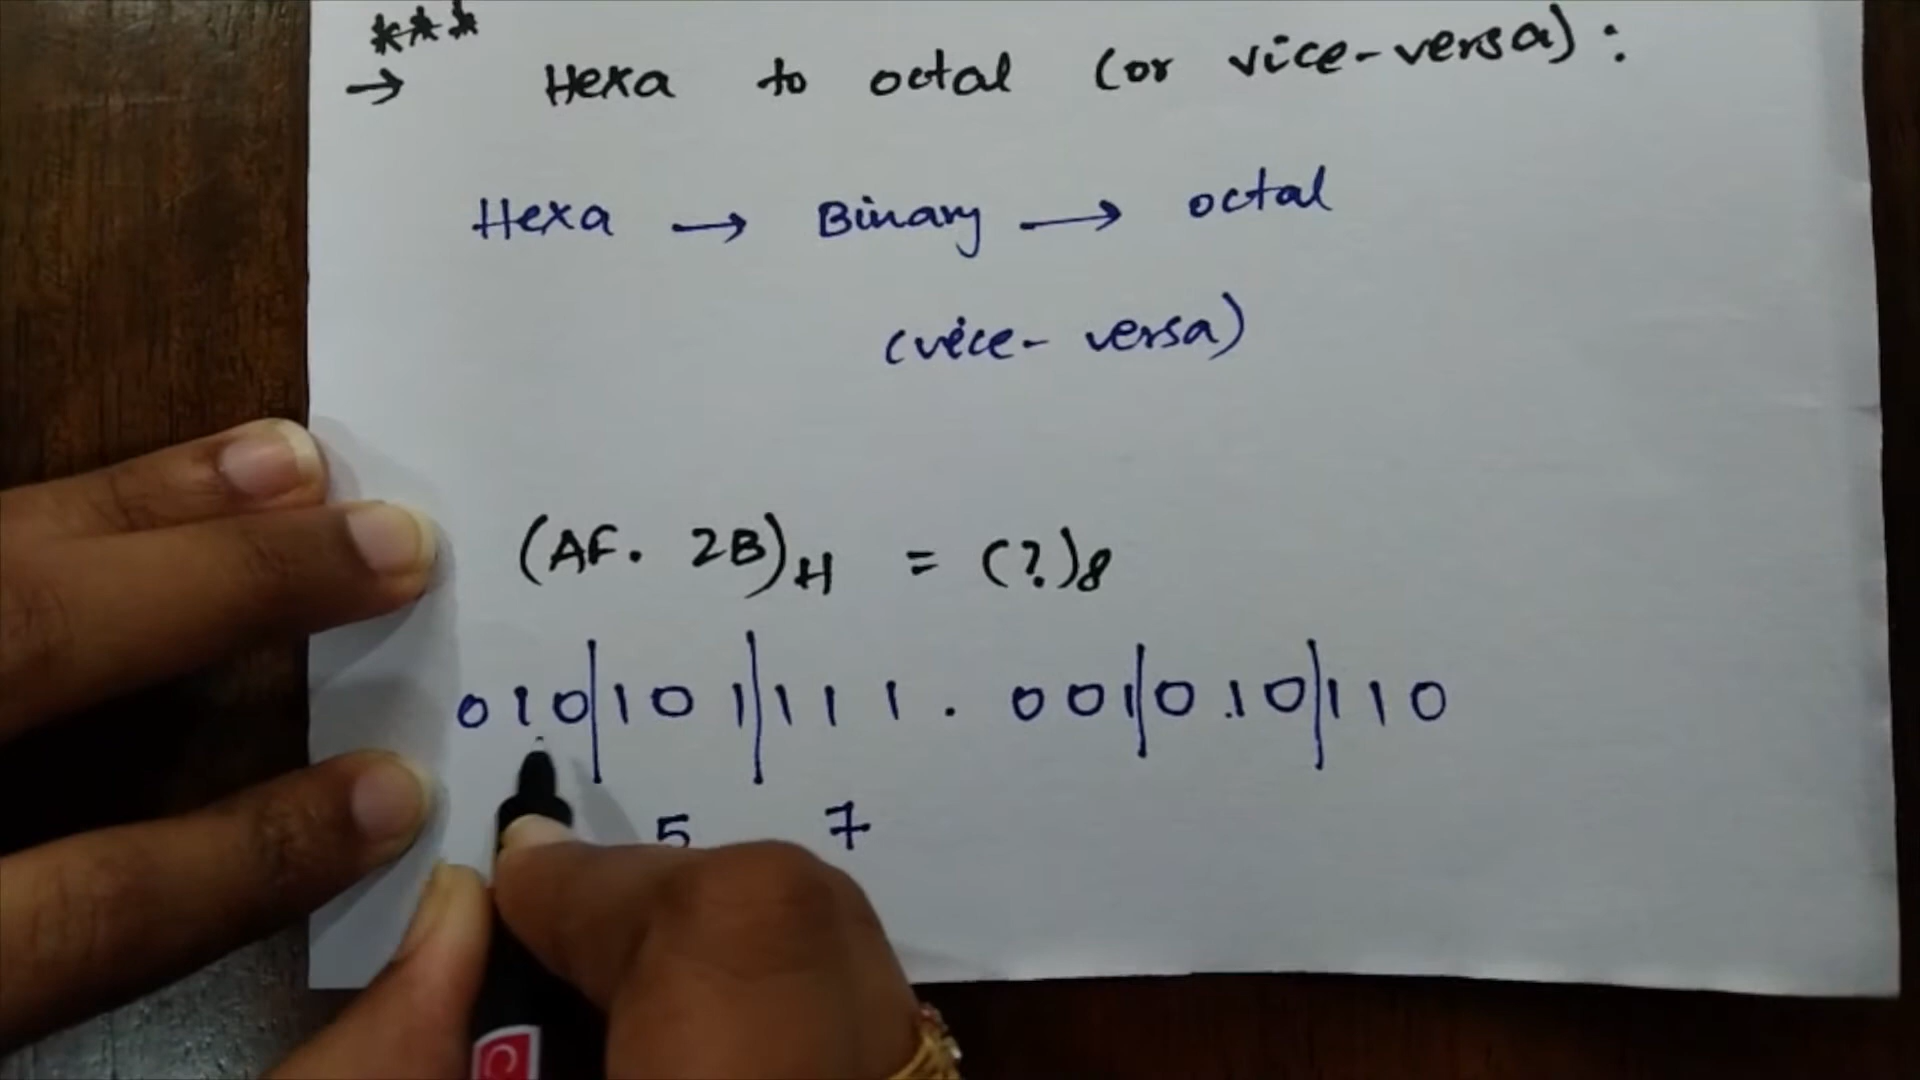 ***
→ Hexa to octal (or vice-versa) :
Hexa → Binary → octal
(vice-versa)
(AF. 2B)H = (?)8
010|101|111.001|010|110
5 7
C